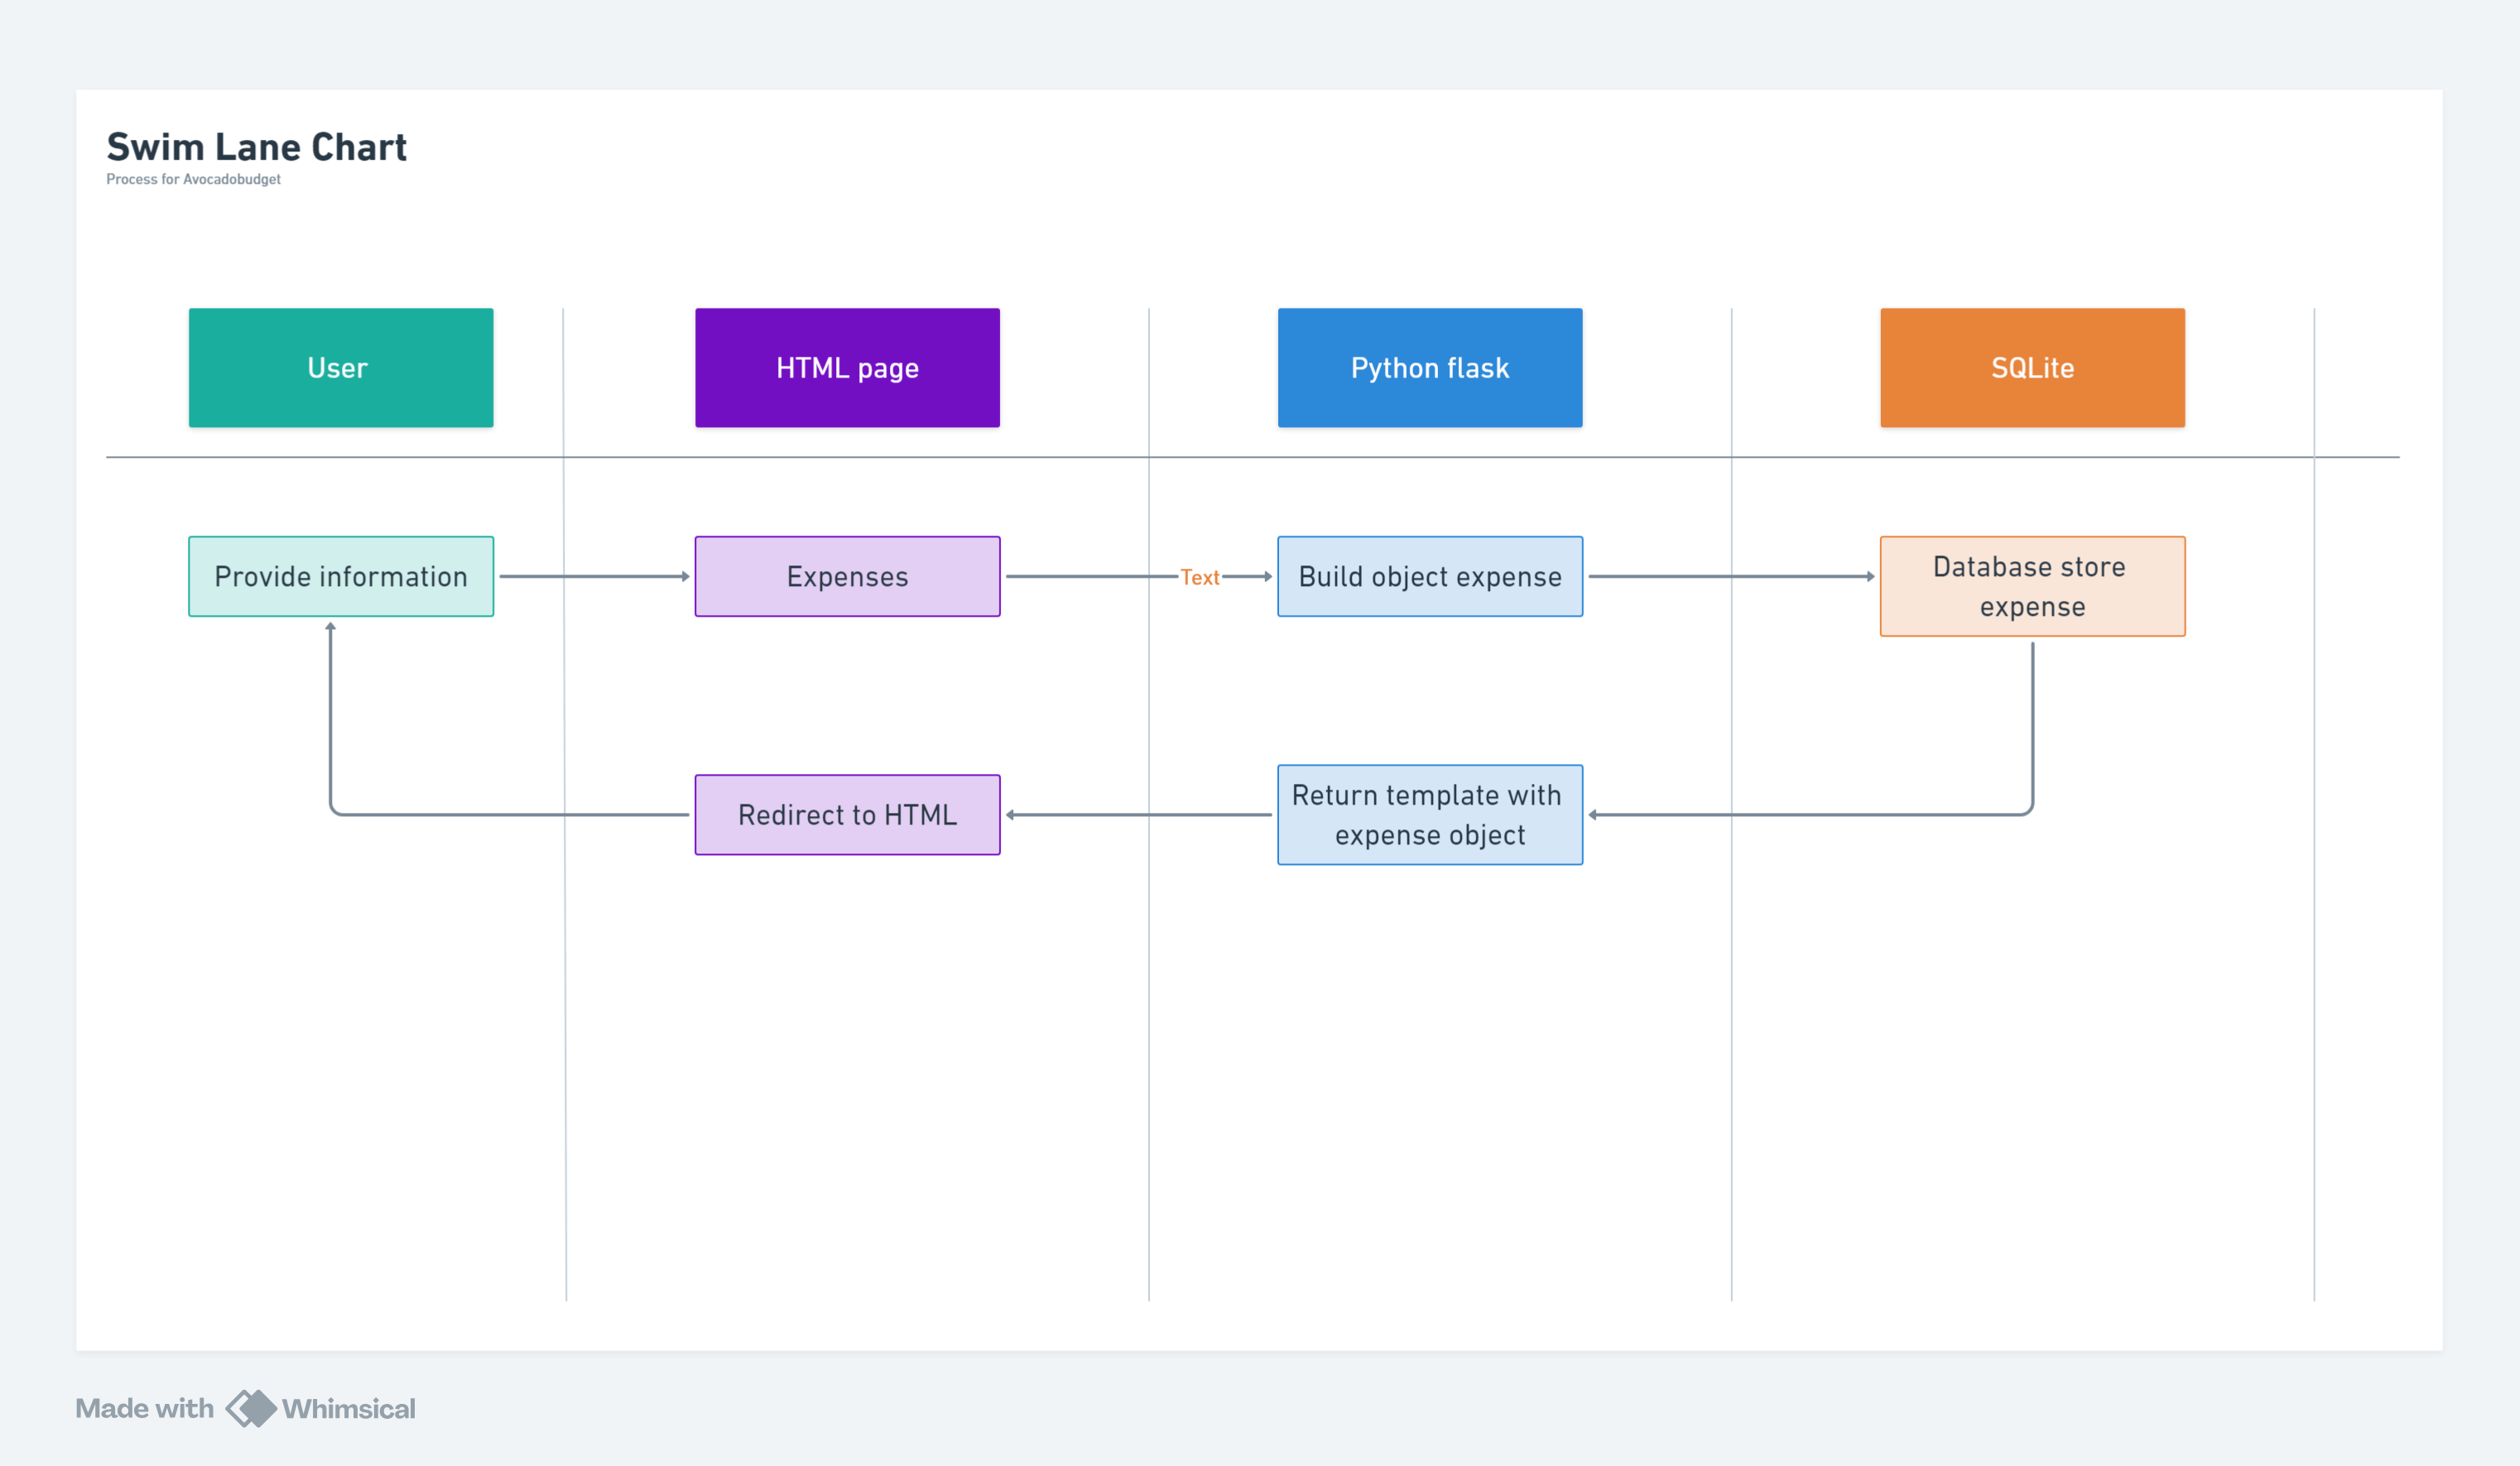 Swim Lane Chart
Process for Avocadobudget
User
HTML page
Python flask
SQLite
Provide information
Expenses
Text
Build object expense
Database store
expense
Redirect to HTML
Return template with
expense object
Made with Whimsical